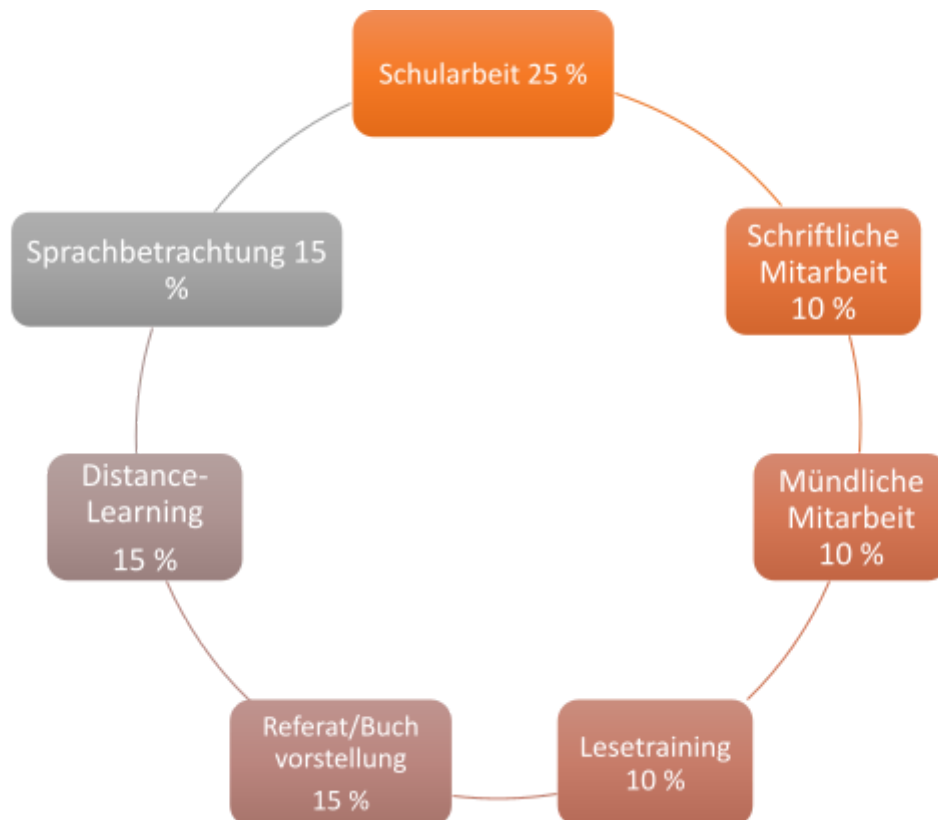 Schularbeit 25 %
Schriftliche
Mitarbeit
10 %
Mündliche
Mitarbeit
10 %
Lesetraining
10 %
Referat/Buch
vorstellung
15 %
Distance-
Learning
15 %
Sprachbetrachtung 15
%